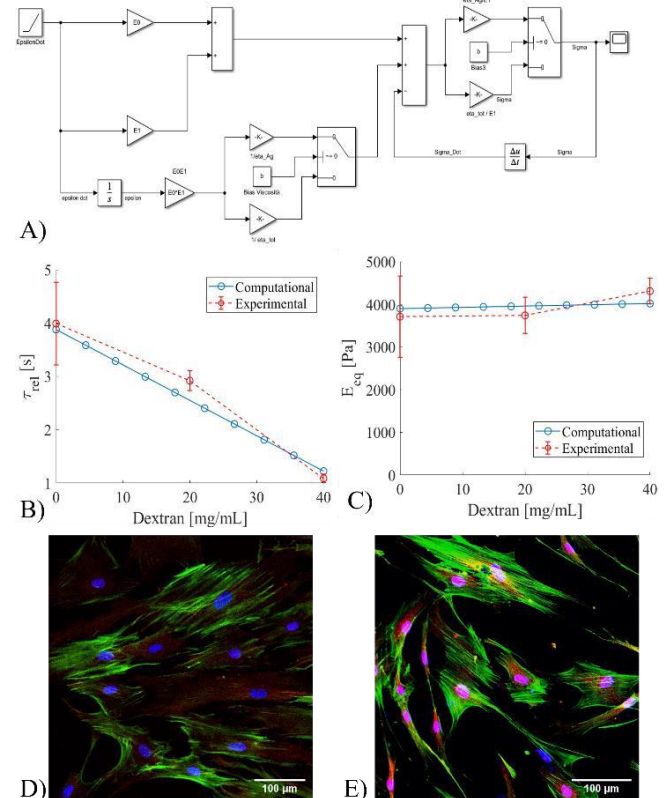 EpsilonDot
E0
E1
epsilon dot
1
s
epsilon
E0E1
E0*E1
-K-
1/eta_Ag
b
Bias Viscosità
~= 0
-K-
1/ eta_tot
+
+
+
+
-
-K-
b
Bias3
~= 0
-K-
Sigma
eta_tot / E1
Sigma
Sigma_Dot
Δu
Δt
Sigma
A)
5
4
3
2
1
τrel [s]
Computational
Experimental
0
10
20
30
40
Dextran [mg/mL]
B)
5000
4000
3000
2000
1000
0
Eeq [Pa]
Computational
Experimental
0
10
20
30
40
Dextran [mg/mL]
C)
100 µm
D)
100 µm
E)